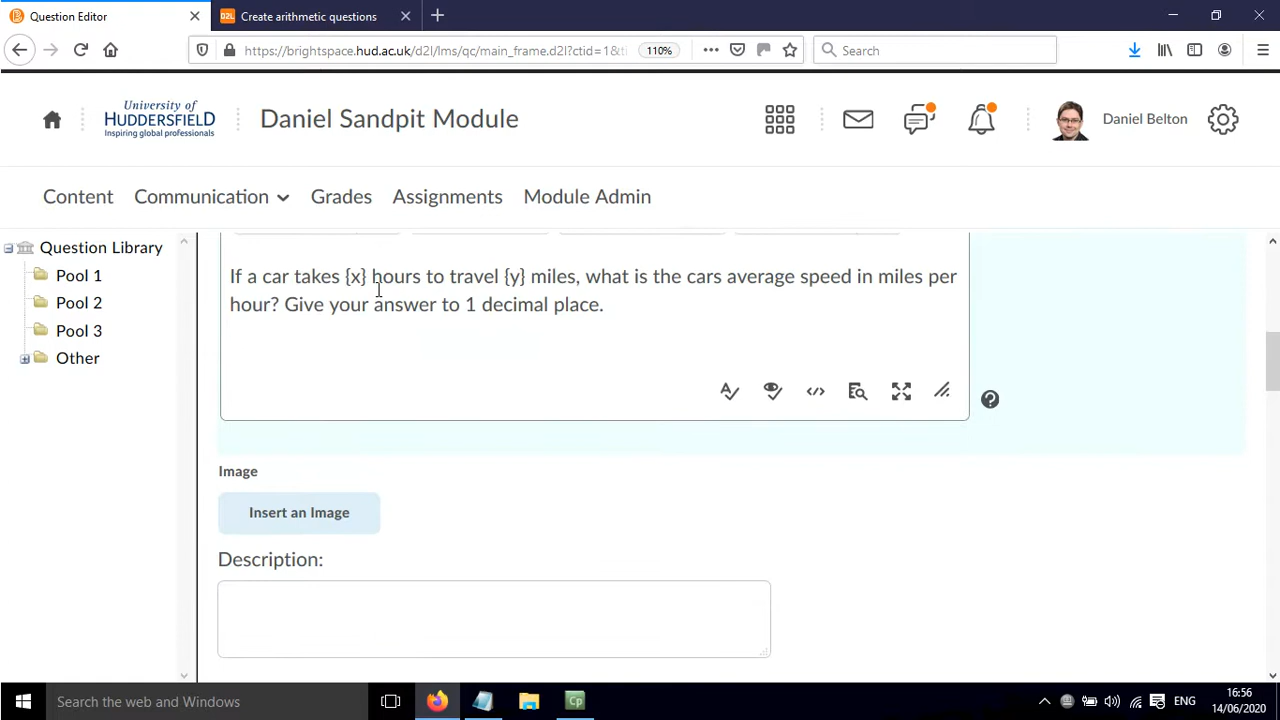 Question Editor
D2L
Create arithmetic questions
https://brightspace.hud.ac.uk/d2l/lms/qc/main_frame.d2l?ctid=1&ti
110%
Search
University of
HUDDERSFIELD
Inspiring global professionals
Daniel Sandpit Module
Daniel Belton
Content
Communication
Grades
Assignments
Module Admin
Question Library
Pool 1
Pool 2
Pool 3
Other
If a car takes {x} hours to travel {y} miles, what is the cars average speed in miles per
hour? Give your answer to 1 decimal place.
Image
Insert an Image
Description:
Search the web and Windows
Cp
ENG
16:56
14/06/2020